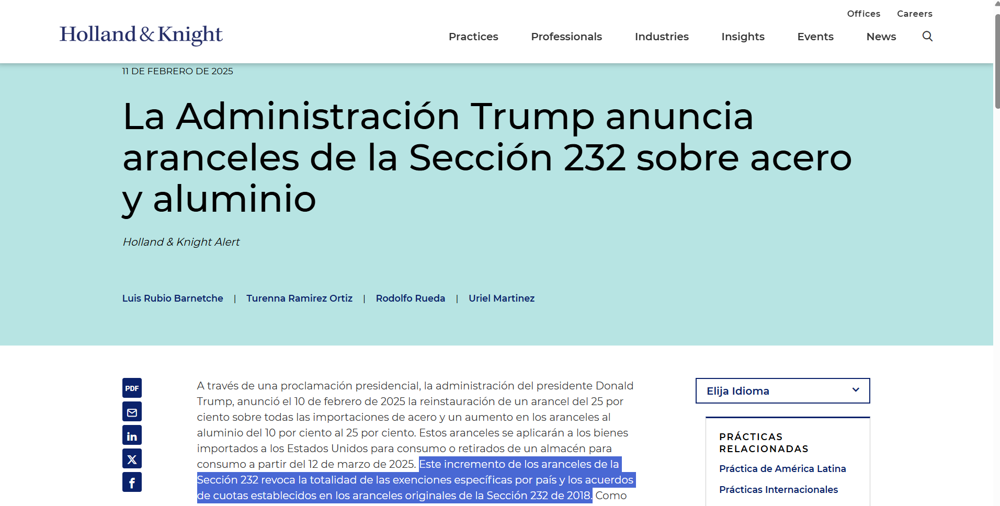 Offices Careers
Holland & Knight
Practices Professionals Industries Insights Events News
11 DE FEBRERO DE 2025
La Administración Trump anuncia
aranceles de la Sección 232 sobre acero
y aluminio
Holland & Knight Alert
Luis Rubio Barnetche | Turenna Ramirez Ortiz | Rodolfo Rueda | Uriel Martinez
PDF
in
X
f
A través de una proclamación presidencial, la administración del presidente Donald
Trump, anunció el 10 de febrero de 2025 la reinstauración de un arancel del 25 por
ciento sobre todas las importaciones de acero y un aumento en los aranceles al
aluminio del 10 por ciento al 25 por ciento. Estos aranceles se aplicarán a los bienes
importados a los Estados Unidos para consumo o retirados de un almacén para
consumo a partir del 12 de marzo de 2025. Este incremento de los aranceles de la
Sección 232 revoca la totalidad de las exenciones específicas por país y los acuerdos
de cuotas establecidos en los aranceles originales de la Sección 232 de 2018. Como
Elija Idioma
PRÁCTICAS
RELACIONADAS
Práctica de América Latina
Prácticas Internacionales